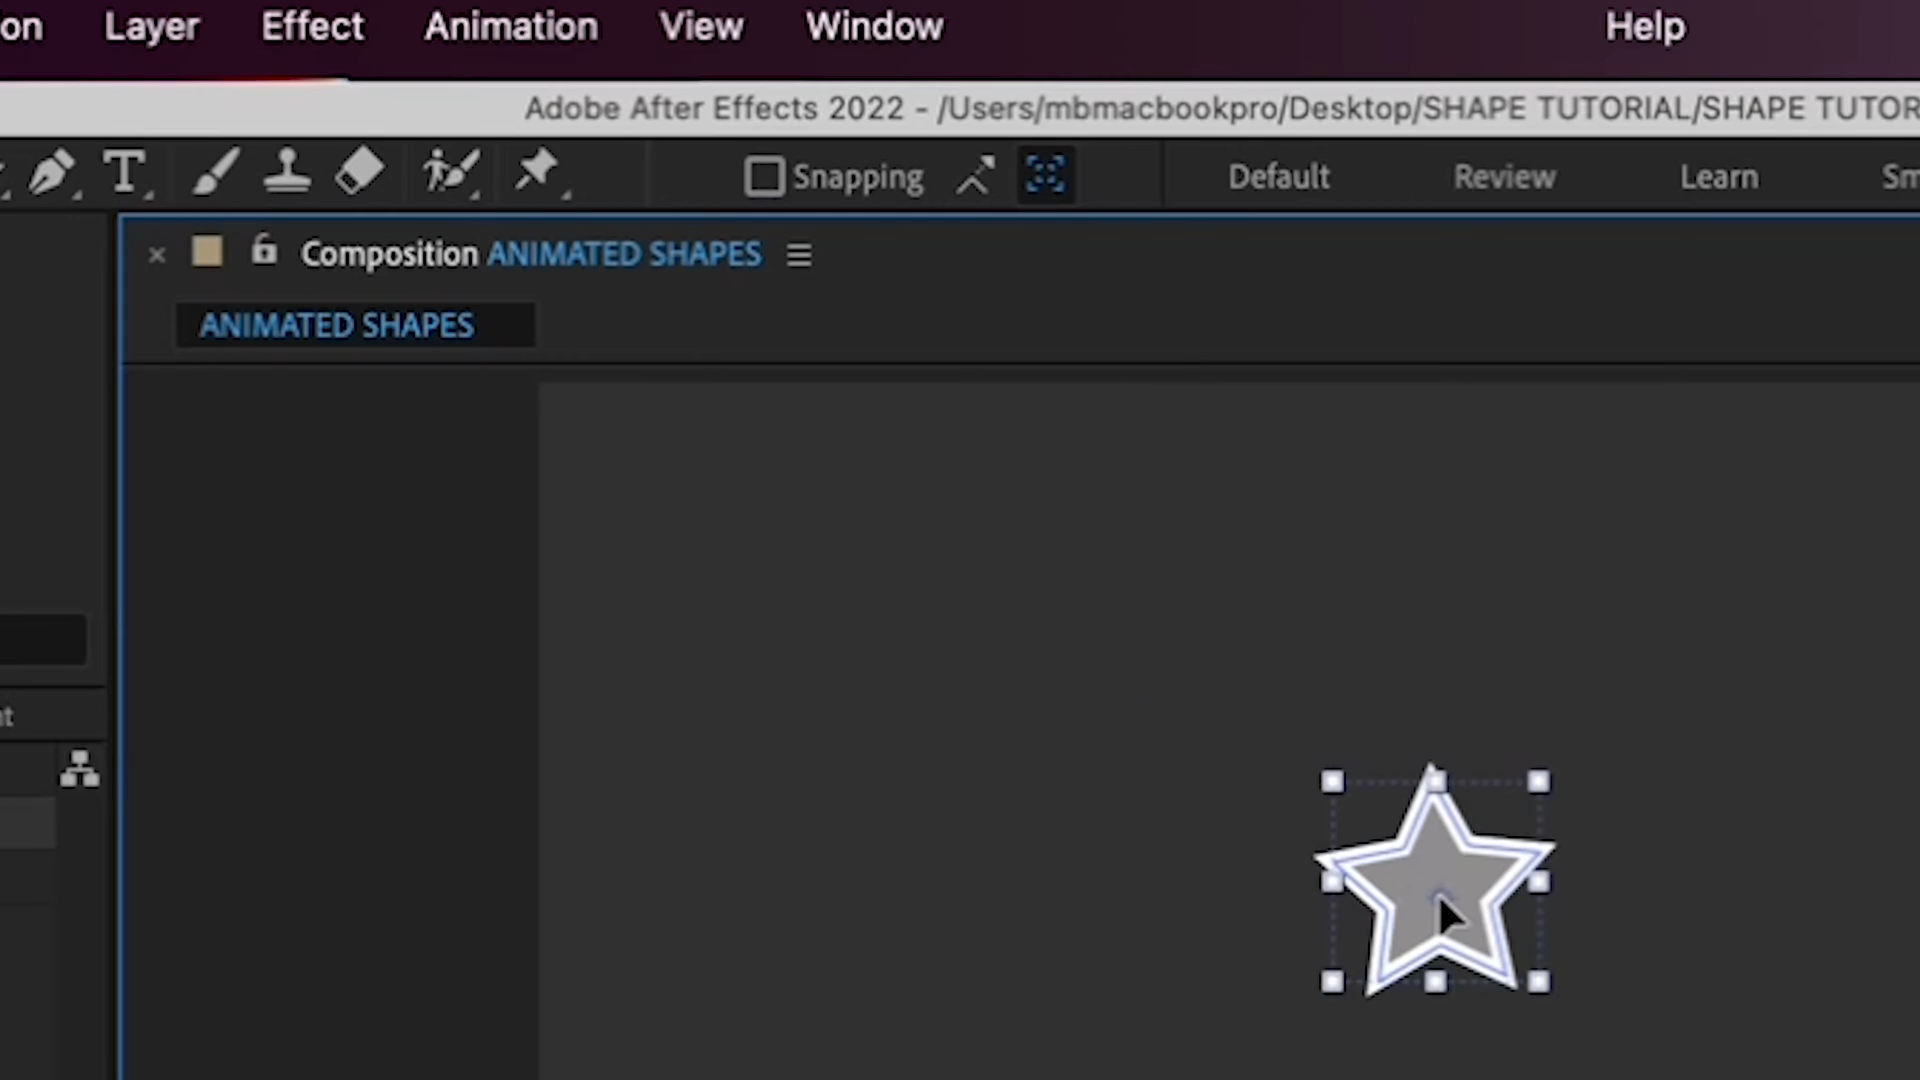 on Layer Effect Animation View Window Help
Adobe After Effects 2022 - /Users/mbmacbookpro/Desktop/SHAPE TUTORIAL/SHAPE TUTOR
T Snapping Default Review Learn Sm
× Composition ANIMATED SHAPES
ANIMATED SHAPES
t